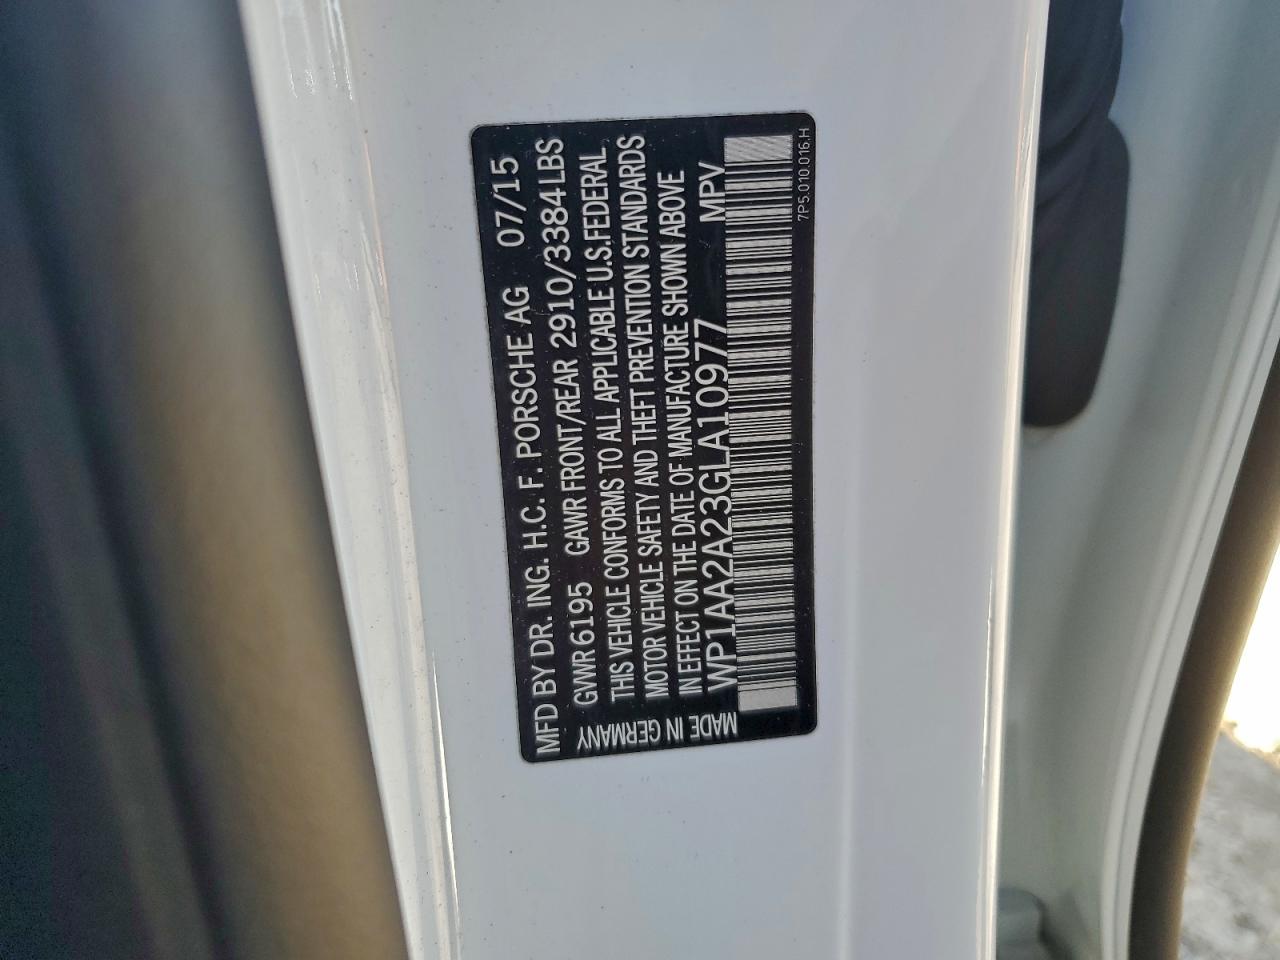 MFD BY DR. ING. H.C. F. PORSCHE AG 07/15
GVWR 6195 GAWR FRONT/REAR 2910/3384 LBS
THIS VEHICLE CONFORMS TO ALL APPLICABLE U.S.FEDERAL
MOTOR VEHICLE SAFETY AND THEFT PREVENTION STANDARDS
IN EFFECT ON THE DATE OF MANUFACTURE SHOWN ABOVE
WP1AA2A23GLA10977 MPV
MADE IN GERMANY
7P5.010.016.H